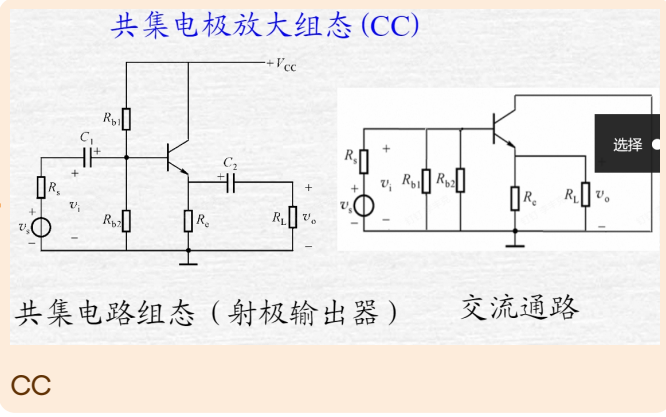 共集电极放大组态(CC)
+VCC
Rb1
C1
+
C2
+
Rs
+
vi
−
+
vs
−
Rb2
Re
RL
+
vo
−
Rs
+
vi
−
+
vs
−
Rb1
Rb2
Re
RL
+
vo
−
选择
共集电路组态(射极输出器)
交流通路
CC